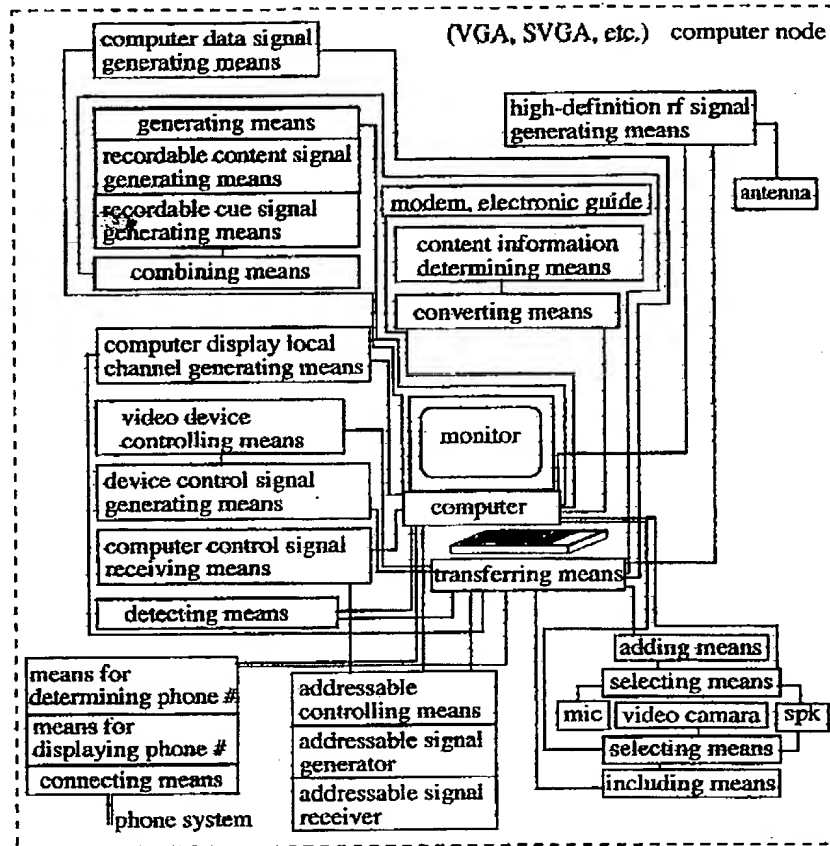 (VGA, SVGA, etc.) computer node
computer data signal
generating means
high-definition rf signal
generating means
antenna
generating means
recordable content signal
generating means
recordable cue signal
generating means
combining means
modem, electronic guide
content information
determining means
converting means
computer display local
channel generating means
video device
controlling means
device control signal
generating means
computer control signal
receiving means
detecting means
monitor
computer
transferring means
adding means
selecting means
mic
video camara
spk
selecting means
including means
means for
determining phone #
means for
displaying phone #
connecting means
phone system
addressable
controlling means
addressable signal
generator
addressable signal
receiver